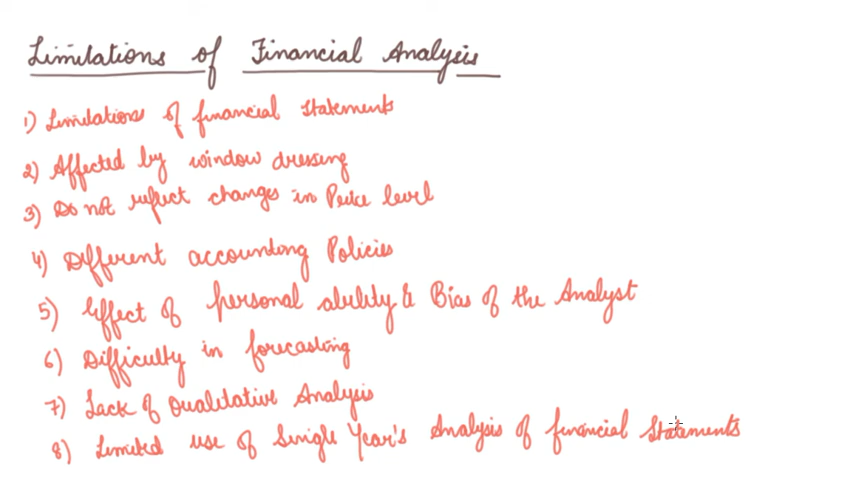 Limitations of Financial Analysis
1) Limitations of financial Statements
2) Affected by window dressing
3) Do not reflect changes in Price level
4) Different accounting Policies
5) Effect of personal ability & Bias of the Analyst
6) Difficulty in forecasting
7) Lack of Qualitative Analysis
8) Limited use of Single Year's Analysis of financial Statements